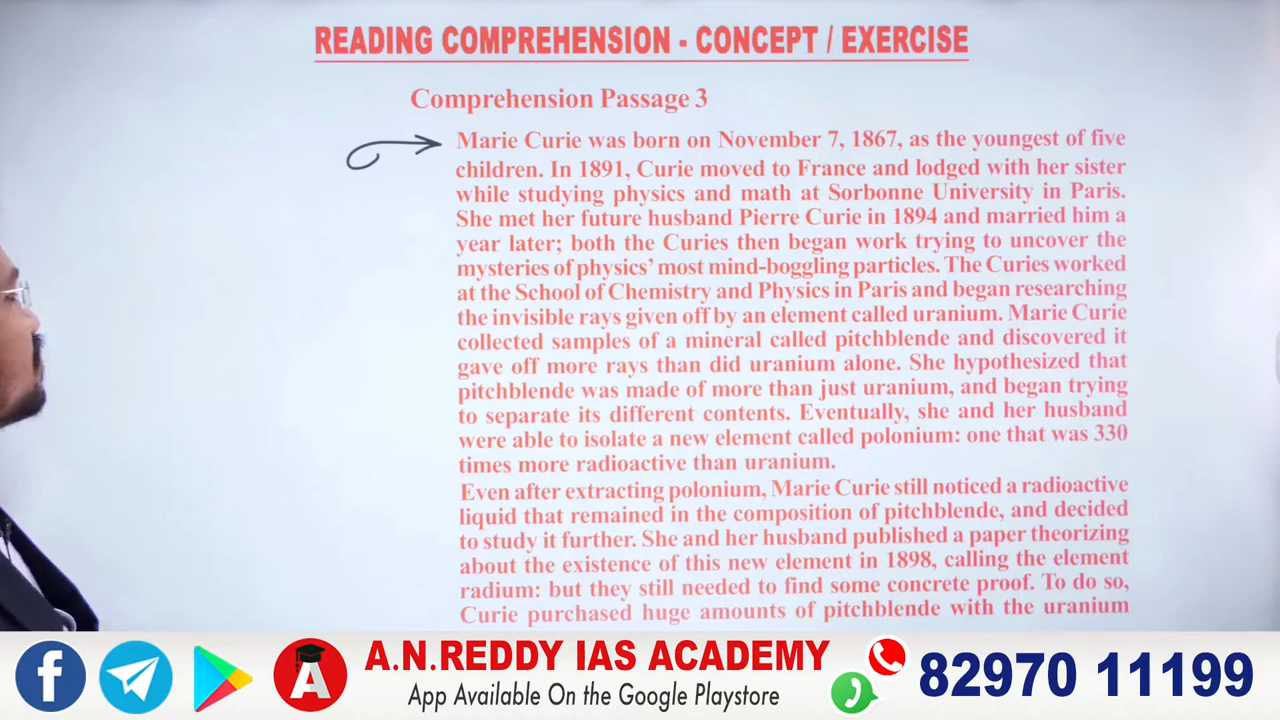 READING COMPREHENSION - CONCEPT / EXERCISE
Comprehension Passage 3
Marie Curie was born on November 7, 1867, as the youngest of five
children. In 1891, Curie moved to France and lodged with her sister
while studying physics and math at Sorbonne University in Paris.
She met her future husband Pierre Curie in 1894 and married him a
year later; both the Curies then began work trying to uncover the
mysteries of physics’ most mind-boggling particles. The Curies worked
at the School of Chemistry and Physics in Paris and began researching
the invisible rays given off by an element called uranium. Marie Curie
collected samples of a mineral called pitchblende and discovered it
gave off more rays than did uranium alone. She hypothesized that
pitchblende was made of more than just uranium, and began trying
to separate its different contents. Eventually, she and her husband
were able to isolate a new element called polonium: one that was 330
times more radioactive than uranium.
Even after extracting polonium, Marie Curie still noticed a radioactive
liquid that remained in the composition of pitchblende, and decided
to study it further. She and her husband published a paper theorizing
about the existence of this new element in 1898, calling the element
radium: but they still needed to find some concrete proof. To do so,
Curie purchased huge amounts of pitchblende with the uranium
A.N.REDDY IAS ACADEMY
App Available On the Google Playstore
82970 11199